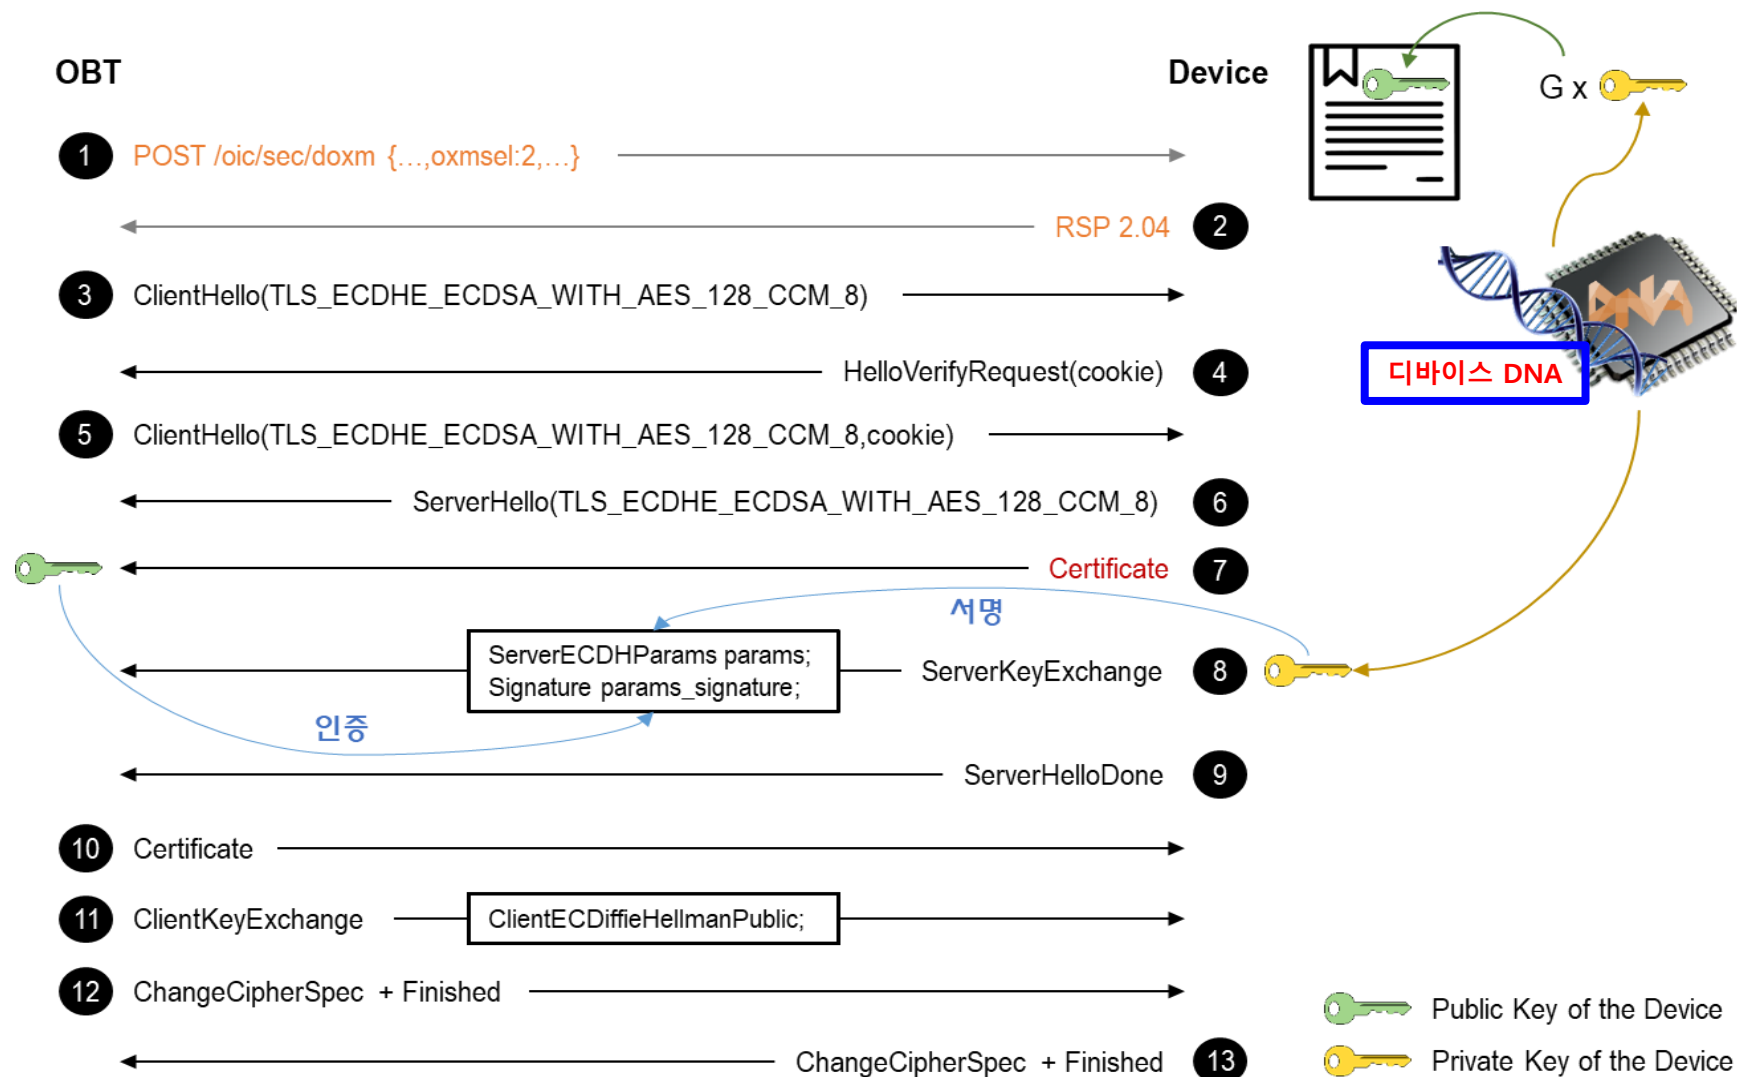 OBT
Device
G x
1 POST /oic/sec/doxm {...,oxmsel:2,...}
RSP 2.04 2
3 ClientHello(TLS_ECDHE_ECDSA_WITH_AES_128_CCM_8)
DNA
HelloVerifyRequest(cookie) 4
디바이스 DNA
5 ClientHello(TLS_ECDHE_ECDSA_WITH_AES_128_CCM_8,cookie)
ServerHello(TLS_ECDHE_ECDSA_WITH_AES_128_CCM_8) 6
Certificate 7
서명
ServerECDHParams params;
Signature params_signature;
ServerKeyExchange 8
인증
ServerHelloDone 9
10 Certificate
11 ClientKeyExchange ClientECDiffieHellmanPublic;
12 ChangeCipherSpec + Finished
Public Key of the Device
ChangeCipherSpec + Finished 13
Private Key of the Device